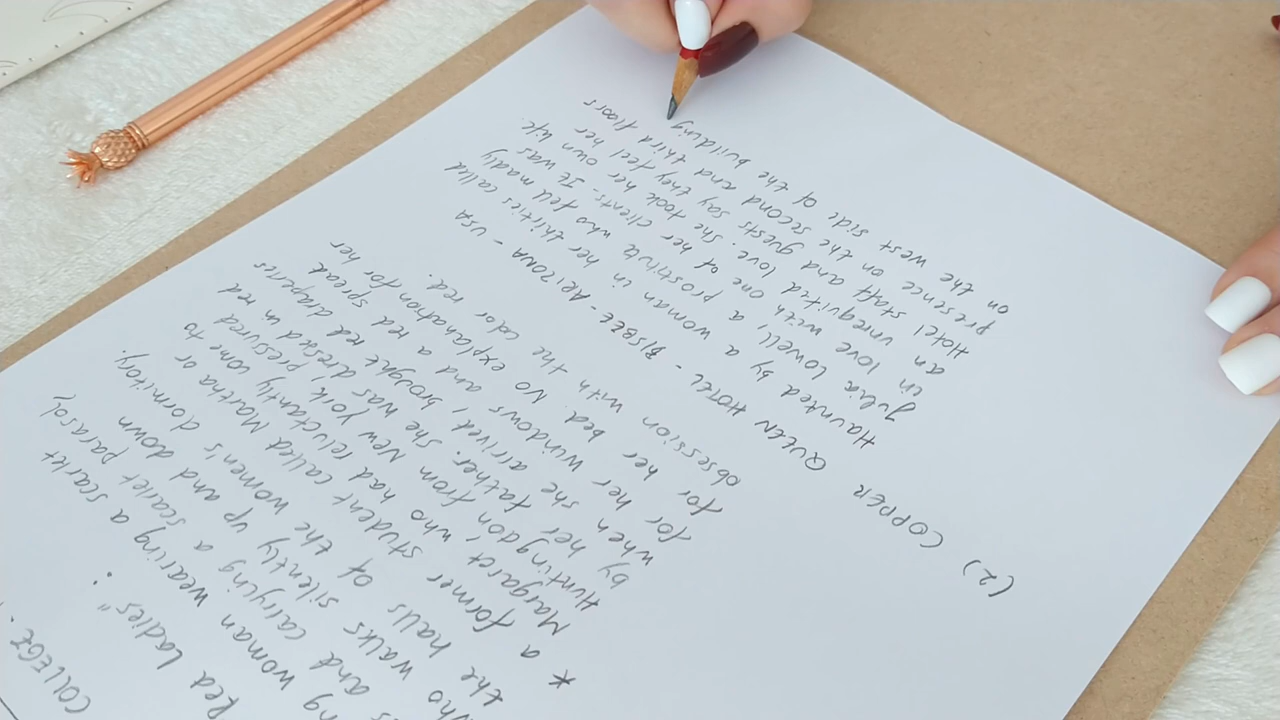 COLLEGE.
Red Ladies" :
ng woman wearing a scarlet
s and carrying a scarlet parasol,
who walks silently up and down
the halls of the women's dormitory.
* a former student called Martha or
Margaret, who had reluctanty come to
Huntingdon, from New York, presured
by her father. She was dressed in red
when she arrived, brought red draperies
for her windows and a red spread
for her bed. No explanation for her
obsession with the color red.
(2) COPPER QUEEN HOTEL - BISBEE - ARIZONA - USA
Haunted by a woman in her thirties called
Julia Lowell, a prostitute who fell madly
in love with, one of her clients. It was
an unrequited love. She took her own life.
Hotel staff and guests say they feel her
presence on the second and third floors
on the west side of the building